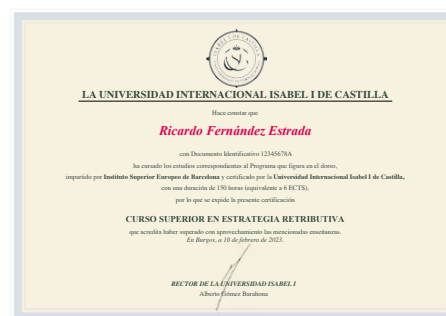 LA UNIVERSIDAD INTERNACIONAL ISABEL I DE CASTILLA
Hace constar que
Ricardo Fernández Estrada
con Documento Identificativo 12345678A
ha cursado los estudios correspondientes al Programa que figura en el dorso,
impartido por Instituto Superior Europeo de Barcelona y certificado por la Universidad Internacional Isabel I de Castilla,
con una duración de 150 horas (equivalente a 6 ECTS),
por lo que se expide la presente certificación
CURSO SUPERIOR EN ESTRATEGIA RETRIBUTIVA
que acredita haber superado con aprovechamiento las mencionadas enseñanzas.
En Burgos, a 10 de febrero de 2023.
RECTOR DE LA UNIVERSIDAD ISABEL I
Alberto Gómez Barahona